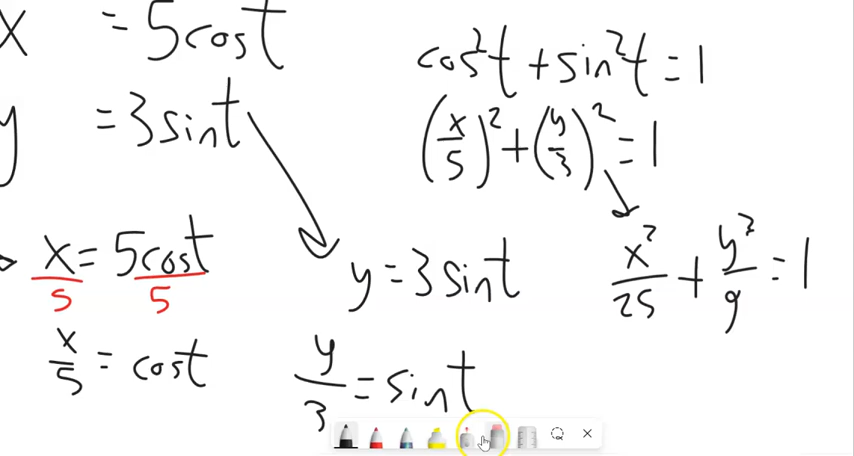 x = 5cost
y = 3sint
x = 5cost
5 5
x/5 = cost
y = 3sint
y/3 = sint
cos²t + sin²t = 1
(x/5)² + (y/3)² = 1
x²/25 + y²/9 = 1